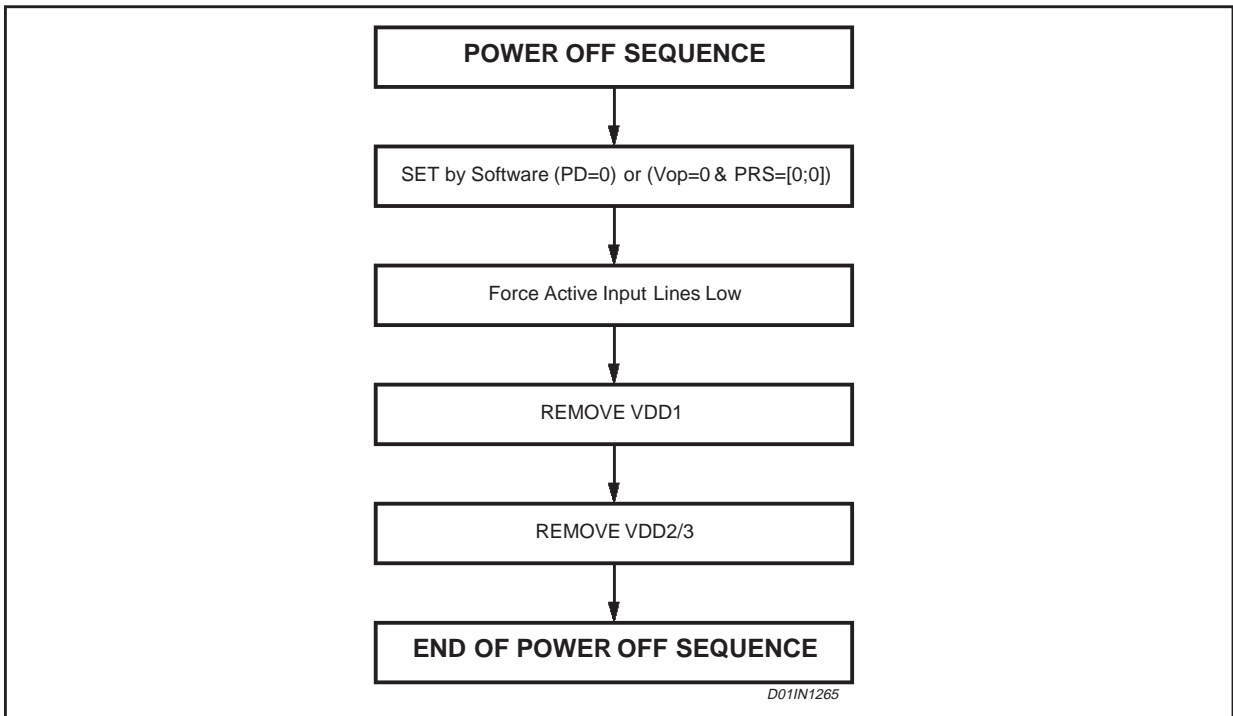 POWER OFF SEQUENCE
SET by Software (PD=0) or (Vop=0 & PRS=[0;0])
Force Active Input Lines Low
REMOVE VDD1
REMOVE VDD2/3
END OF POWER OFF SEQUENCE
D01IN1265